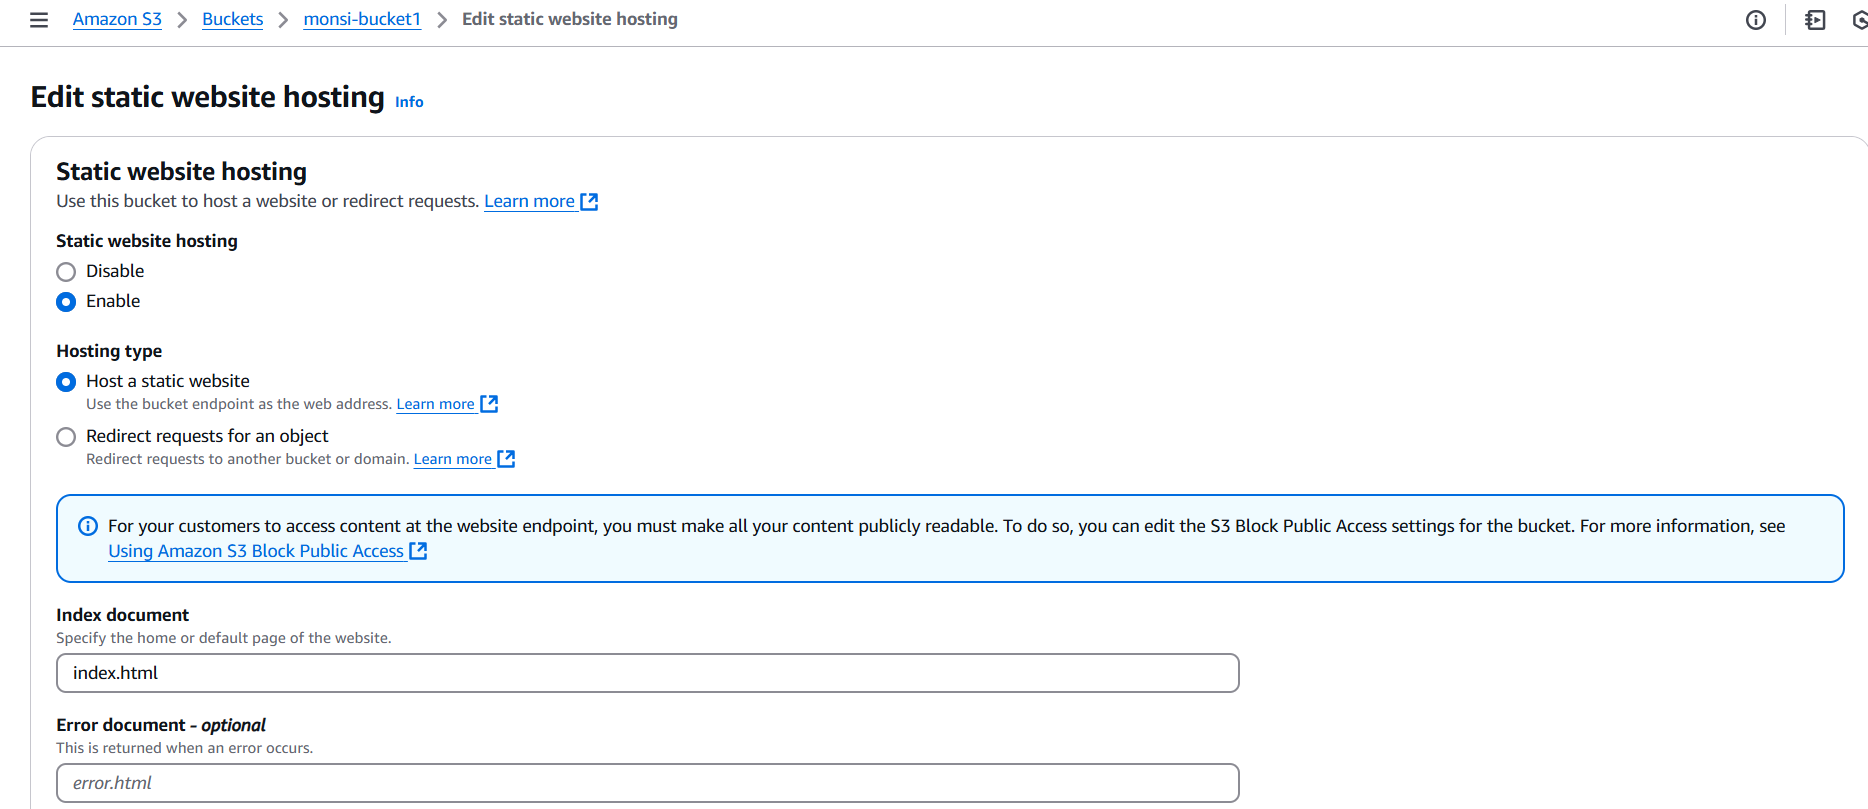 Amazon S3 > Buckets > monsi-bucket1 > Edit static website hosting
Edit static website hosting Info
Static website hosting
Use this bucket to host a website or redirect requests. Learn more
Static website hosting
Disable
Enable
Hosting type
Host a static website
Use the bucket endpoint as the web address. Learn more
Redirect requests for an object
Redirect requests to another bucket or domain. Learn more
For your customers to access content at the website endpoint, you must make all your content publicly readable. To do so, you can edit the S3 Block Public Access settings for the bucket. For more information, see
Using Amazon S3 Block Public Access
Index document
Specify the home or default page of the website.
index.html
Error document - optional
This is returned when an error occurs.
error.html